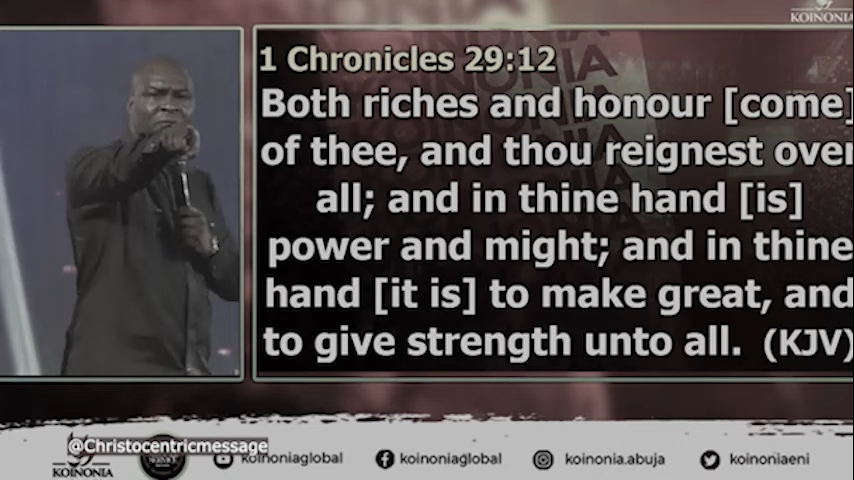 KOINONIA
1 Chronicles 29:12
Both riches and honour [come]
of thee, and thou reignest over
all; and in thine hand [is]
power and might; and in thine
hand [it is] to make great, and
to give strength unto all. (KJV)
@Christocentricmessage
KOINONIA
koinoniaglobal
koinoniaglobal
koinonia.abuja
koinoniaeni